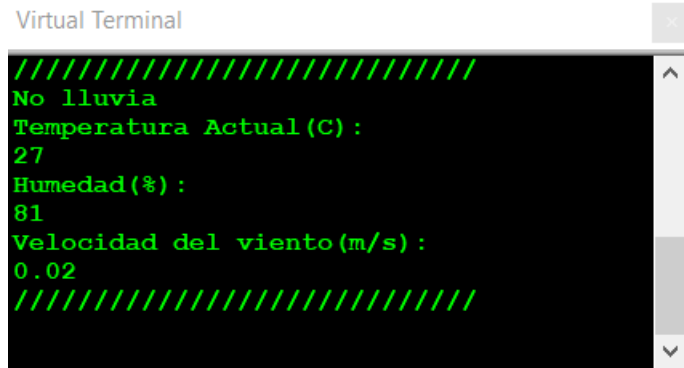 Virtual Terminal
/////////////////////////////
No lluvia
Temperatura Actual(C):
27
Humedad(%):
81
Velocidad del viento(m/s):
0.02
/////////////////////////////